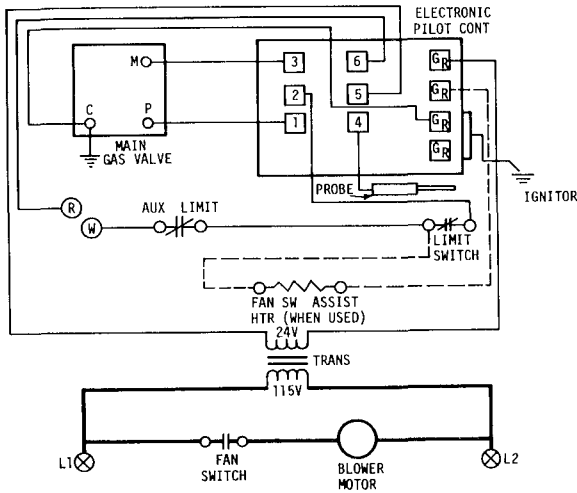 ELECTRONIC
PILOT CONT
M
3
6
GR
2
5
GR
C
P
1
4
GR
MAIN
GAS VALVE
GR
PROBE
IGNITOR
R
AUX LIMIT
W
LIMIT
SWITCH
FAN SW ASSIST
HTR (WHEN USED)
24V
TRANS
115V
L1
FAN
SWITCH
BLOWER
MOTOR
L2